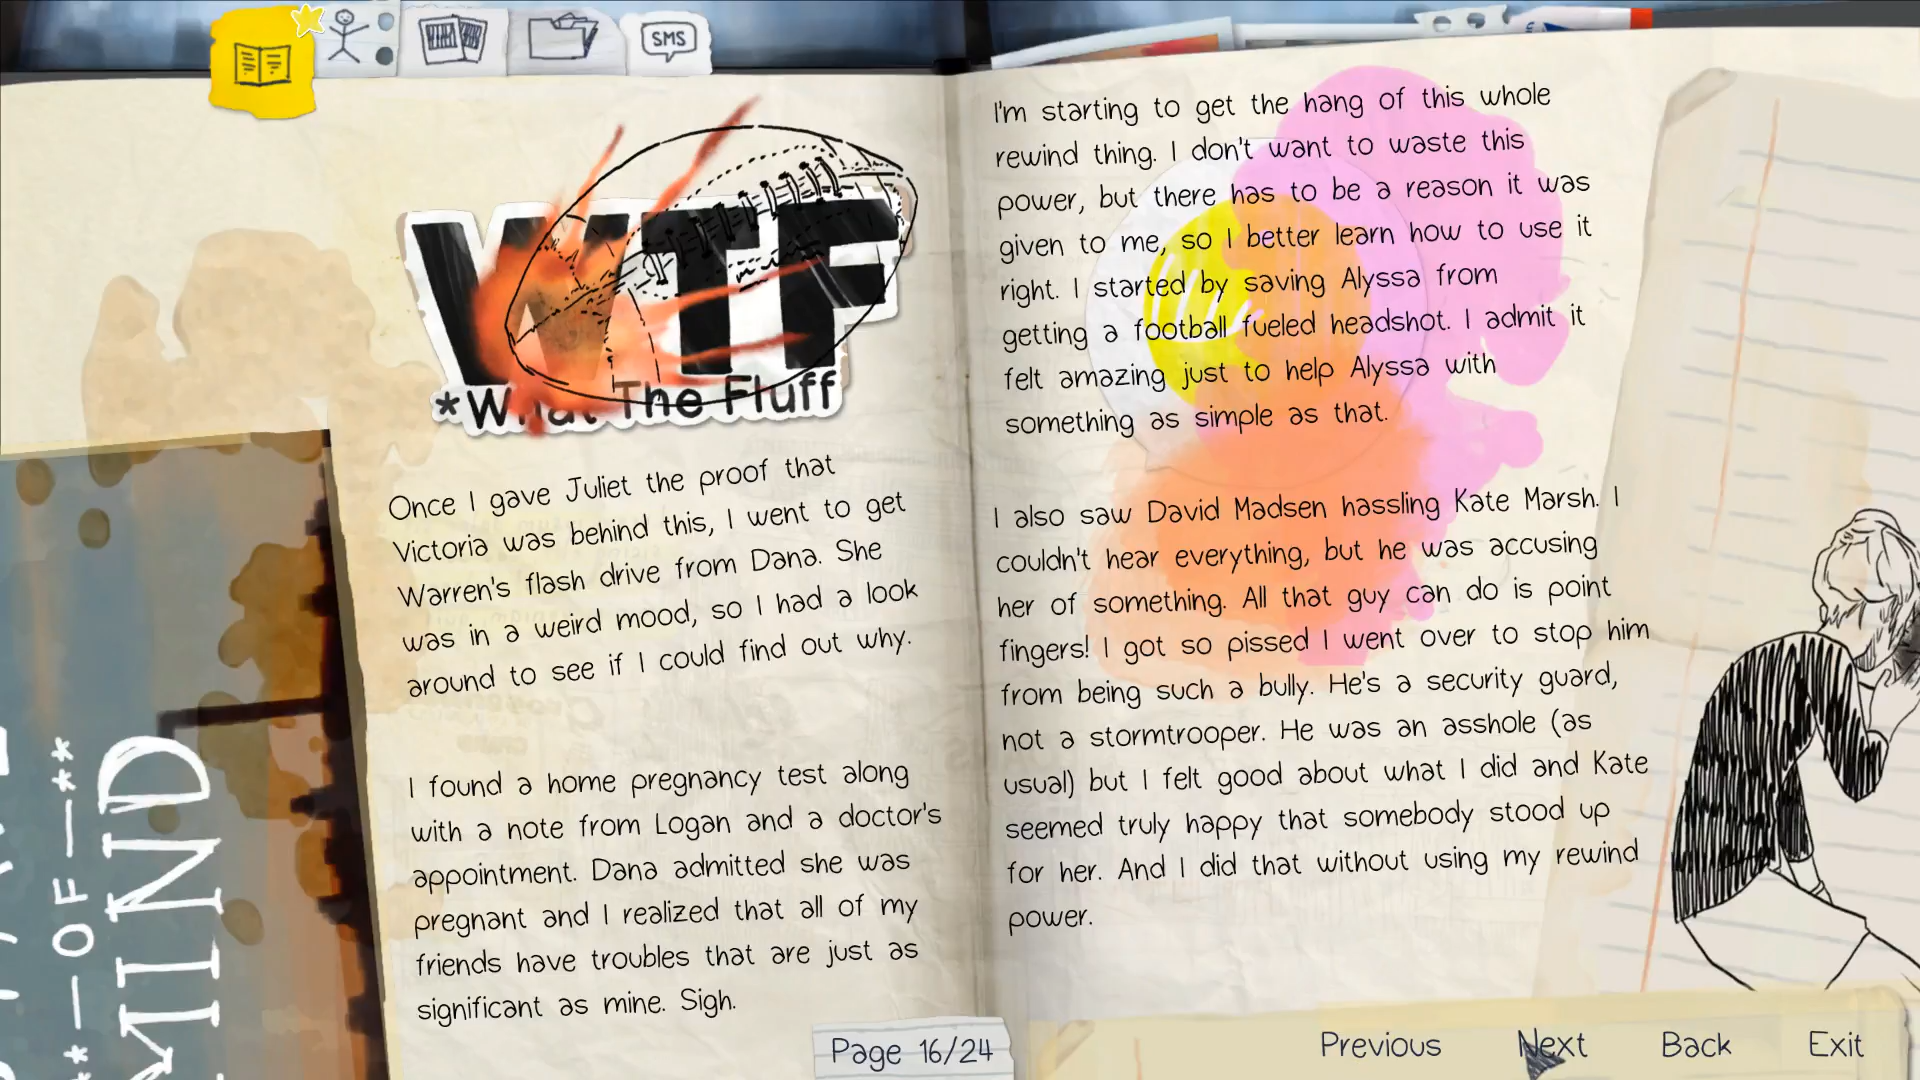 SMS
WTF
*What The Fluff
Once I gave Juliet the proof that
Victoria was behind this, I went to get
Warren's flash drive from Dana. She
was in a weird mood, so I had a look
around to see if I could find out why.
I found a home pregnancy test along
with a note from Logan and a doctor's
appointment. Dana admitted she was
pregnant and I realized that all of my
friends have troubles that are just as
significant as mine. Sigh.
I'm starting to get the hang of this whole
rewind thing. I don't want to waste this
power, but there has to be a reason it was
given to me, so I better learn how to use it
right. I started by saving Alyssa from
getting a football fueled headshot. I admit it
felt amazing just to help Alyssa with
something as simple as that.
I also saw David Madsen hassling Kate Marsh. I
couldn't hear everything, but he was accusing
her of something. All that guy can do is point
fingers! I got so pissed I went over to stop him
from being such a bully. He's a security guard,
not a stormtrooper. He was an asshole (as
usual) but I felt good about what I did and Kate
seemed truly happy that somebody stood up
for her. And I did that without using my rewind
power.
**—OF—**
MIND
Page 16/24
Previous Next Back Exit